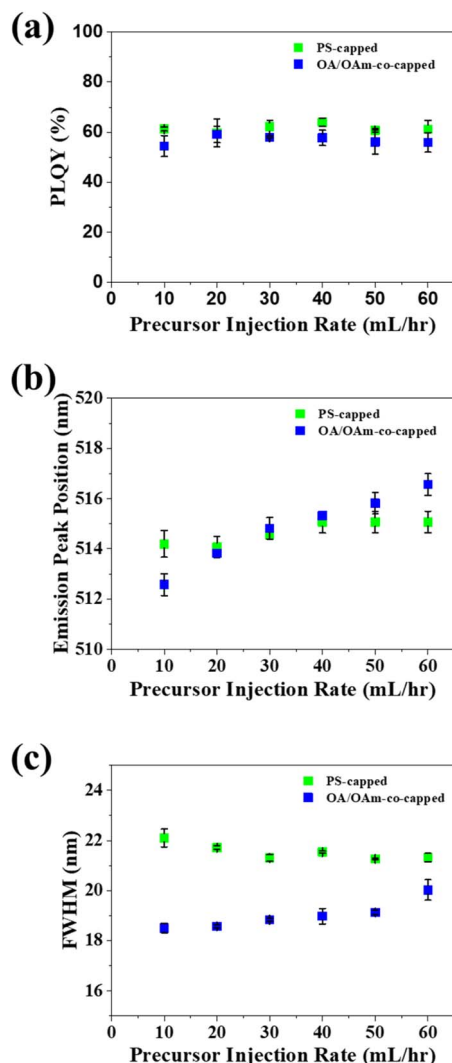 (a)
100
80
60
40
20
0
PLQY (%)
PS-capped
OA/OAm-co-capped
0 10 20 30 40 50 60
Precursor Injection Rate (mL/hr)
(b)
520
518
516
514
512
510
Emission Peak Position (nm)
PS-capped
OA/OAm-co-capped
0 10 20 30 40 50 60
Precursor Injection Rate (mL/hr)
(c)
24
22
20
18
16
FWHM (nm)
PS-capped
OA/OAm-co-capped
0 10 20 30 40 50 60
Precursor Injection Rate (mL/hr)